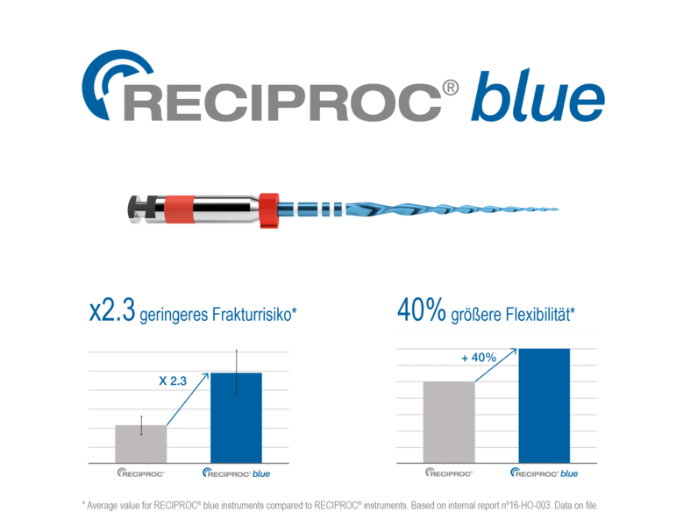 RECIPROC® blue
x2.3 geringeres Frakturrisiko*
X 2.3
RECIPROC®
RECIPROC® blue
40% größere Flexibilität*
+ 40%
RECIPROC®
RECIPROC® blue
* Average value for RECIPROC® blue instruments compared to RECIPROC® instruments. Based on internal report n°16-HO-003. Data on file.